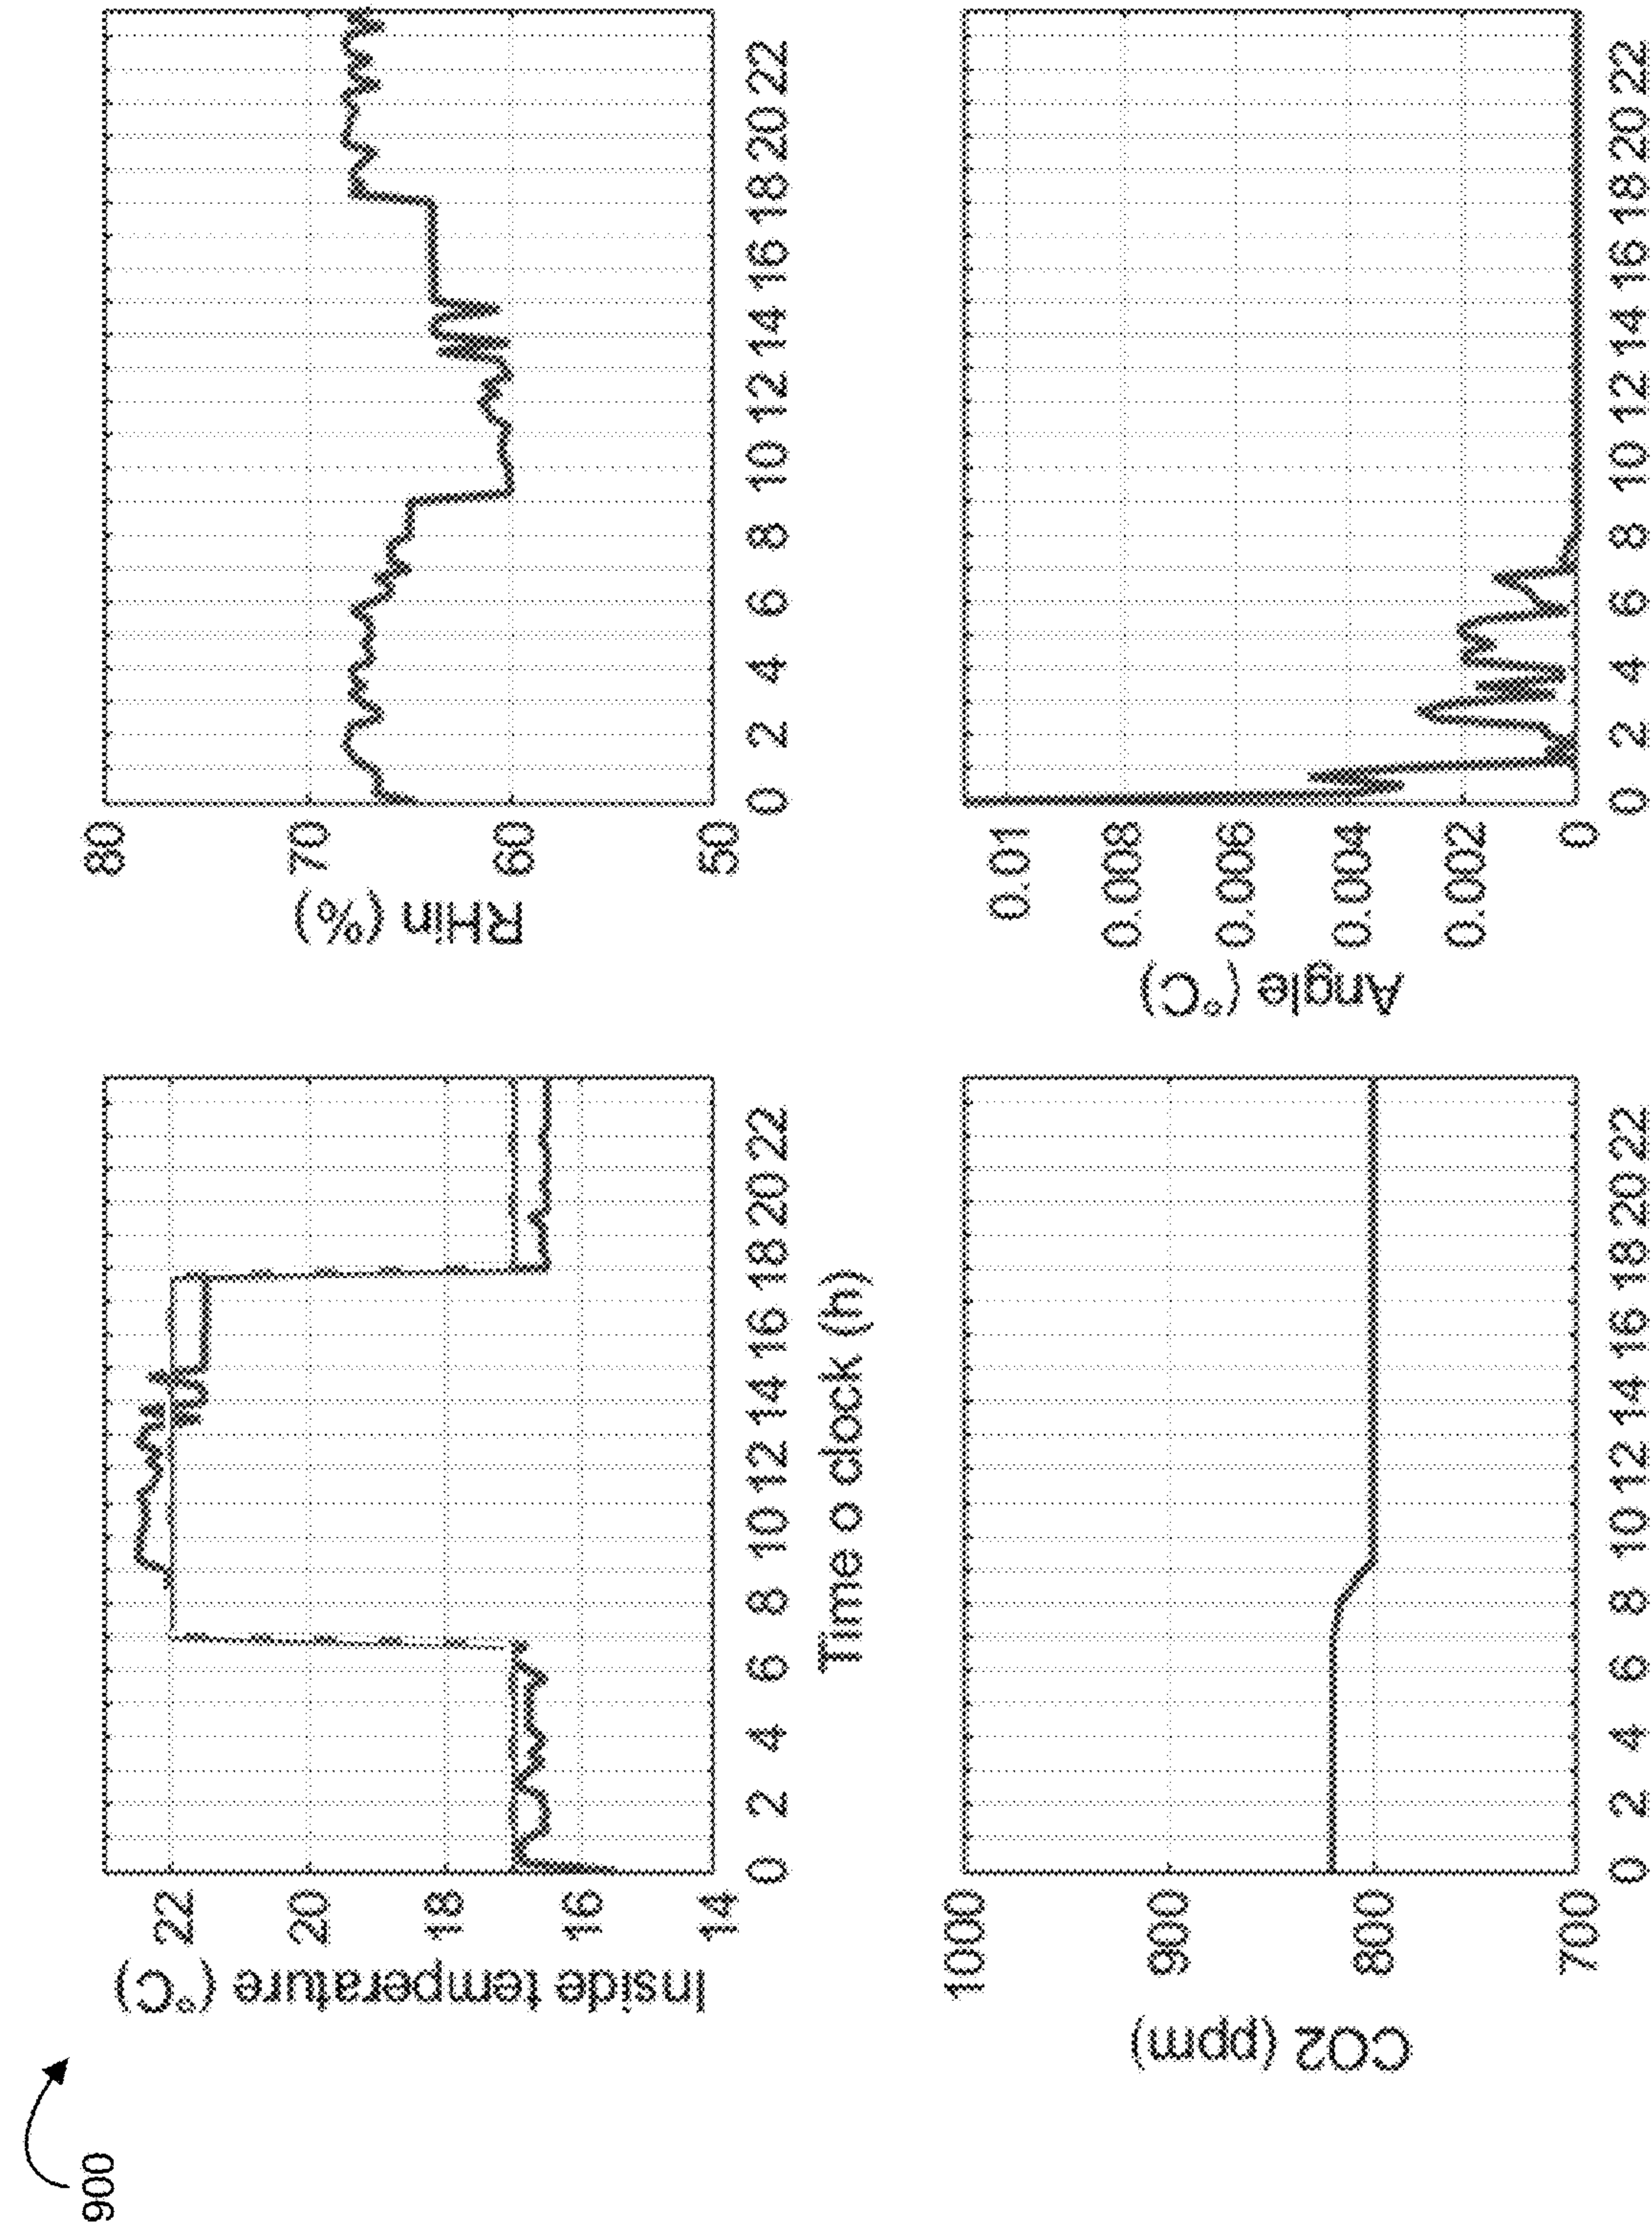 900
Inside temperature (°C)
22
20
18
16
14
0 2 4 6 8 10 12 14 16 18 20 22
Time o clock (h)
RHin (%)
80
70
60
50
0 2 4 6 8 10 12 14 16 18 20 22
CO2 (ppm)
1000
900
800
700
0 2 4 6 8 10 12 14 16 18 20 22
Angle (°C)
0.01
0.008
0.006
0.004
0.002
0
0 2 4 6 8 10 12 14 16 18 20 22